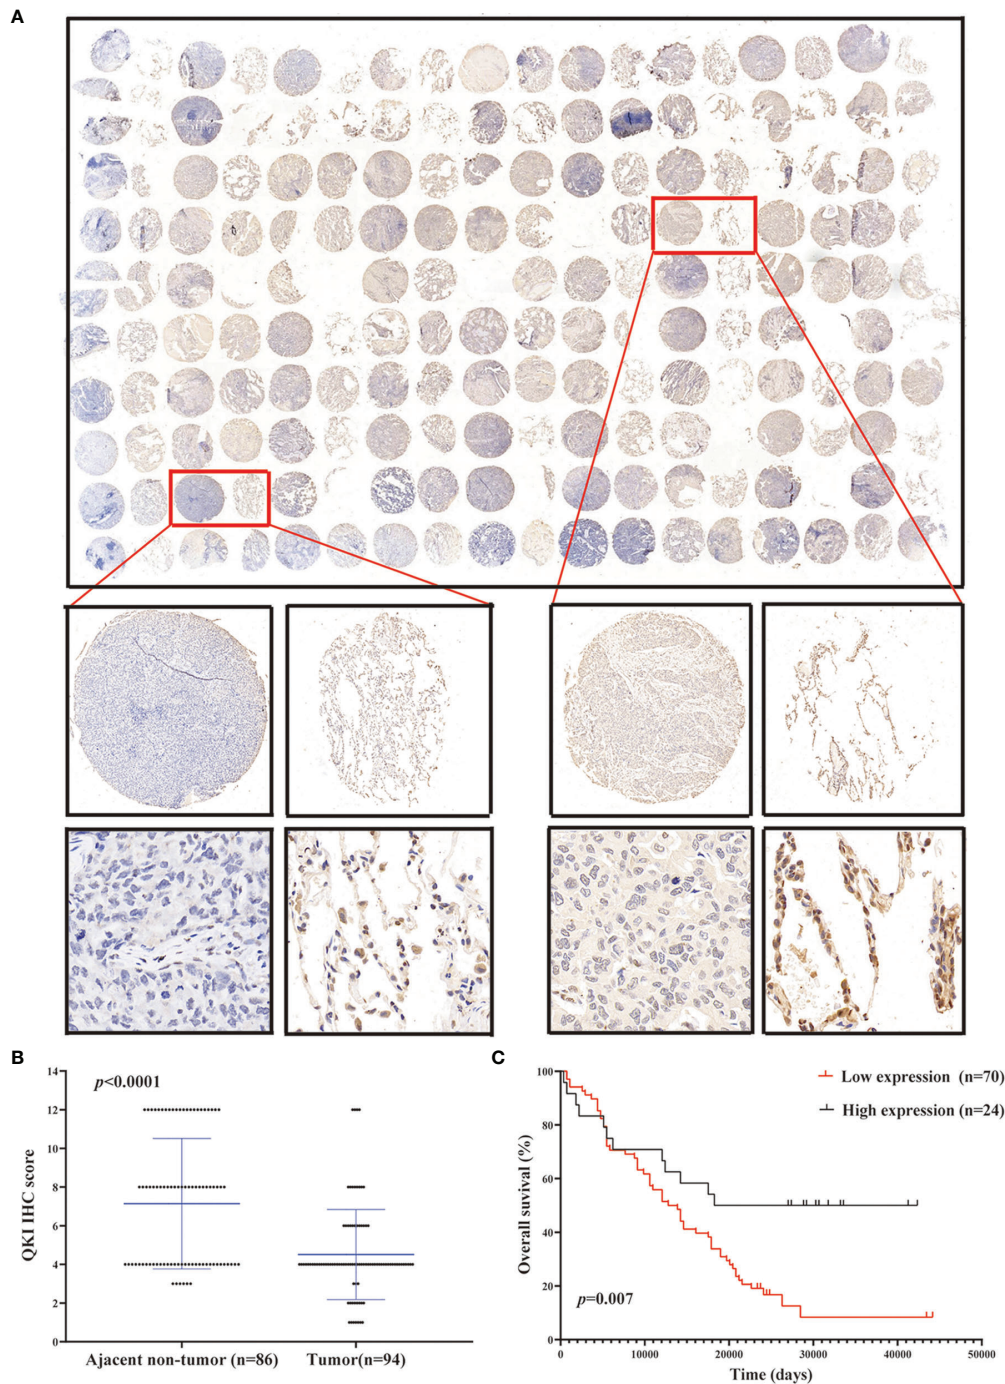 A
B
p<0.0001
QKI IHC score
14
12
10
8
6
4
2
0
Ajacent non-tumor (n=86)
Tumor(n=94)
C
Low expression (n=70)
High expression (n=24)
Overall suvival (%)
100
80
60
40
20
0
p=0.007
0
10000
20000
30000
40000
50000
Time (days)